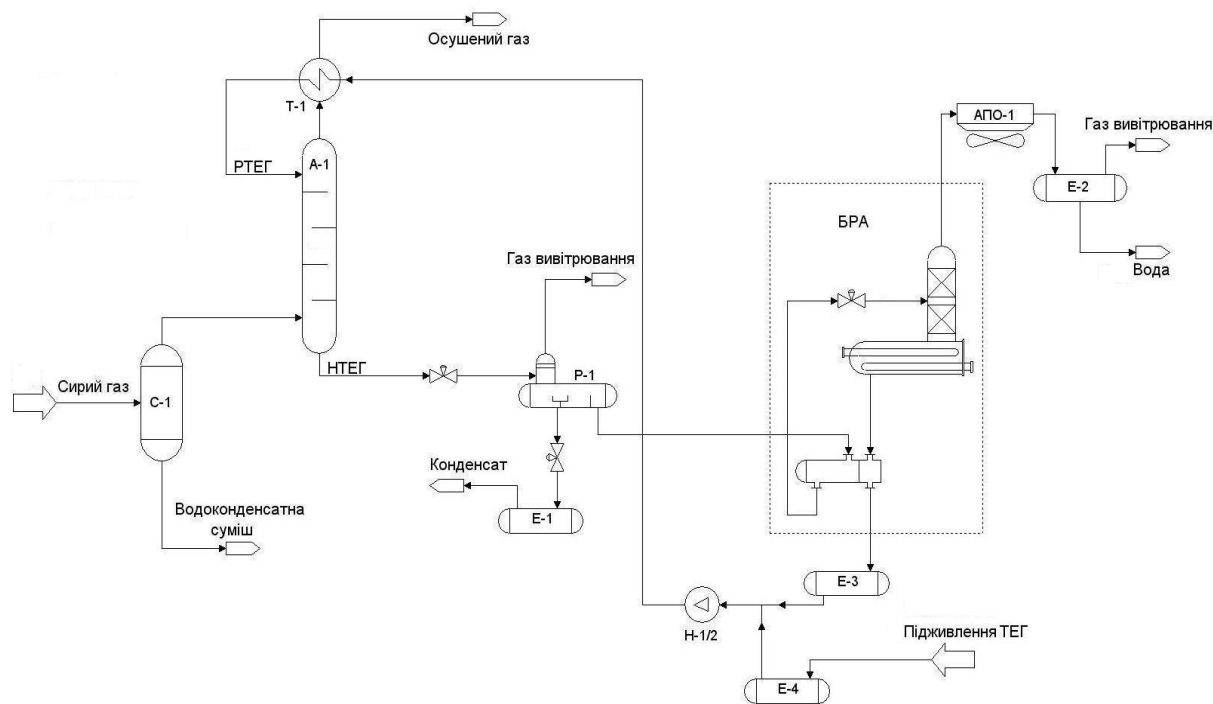 Осушений газ
Т-1
РТЕГ
А-1
АПО-1
Газ вивітрювання
Е-2
БРА
Вода
Газ вивітрювання
НТЕГ
Р-1
Сирий газ
С-1
Конденсат
Е-1
Водоконденсатна
суміш
Е-3
Н-1/2
Підживлення ТЕГ
Е-4